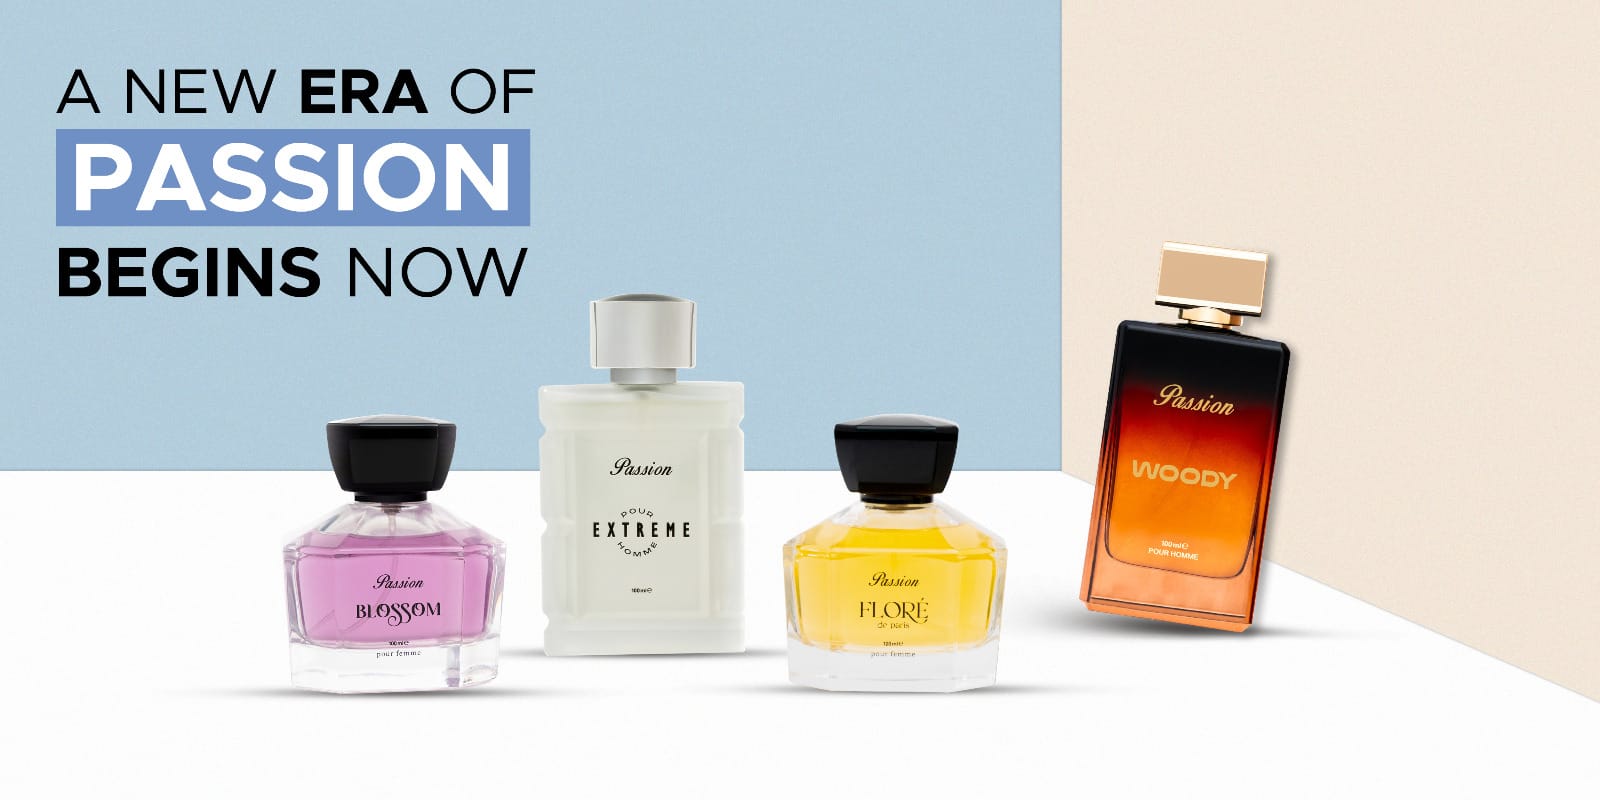 A NEW ERA OF
PASSION
BEGINS NOW
Passion
BLOSSOM
100ml℮
pour femme
Passion
POUR
EXTREME
HOMME
100ml℮
Passion
FLORÉ
de paris
100ml℮
pour femme
Passion
WOODY
100ml℮
POUR HOMME